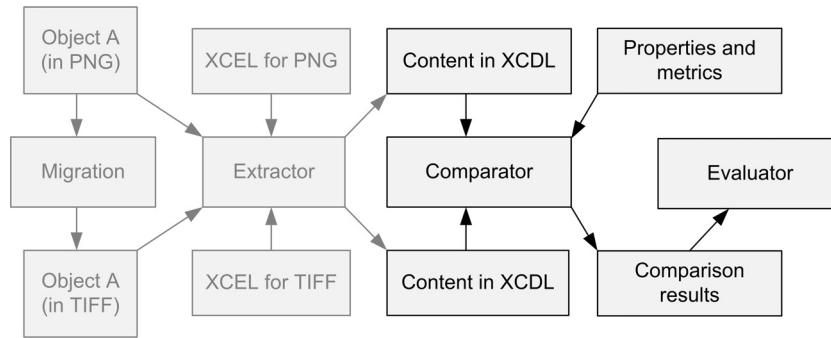 Object A
(in PNG)
XCEL for PNG
Content in XCDL
Properties and
metrics
Migration
Extractor
Comparator
Evaluator
Object A
(in TIFF)
XCEL for TIFF
Content in XCDL
Comparison
results